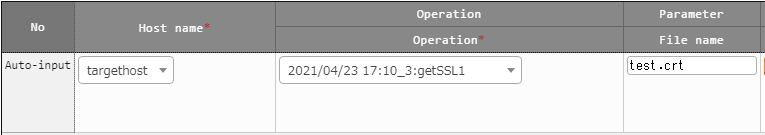 No
Host name*
Operation
Operation*
Parameter
File name
Auto-input
targethost
2021/04/23 17:10_3:getSSL1
test.crt